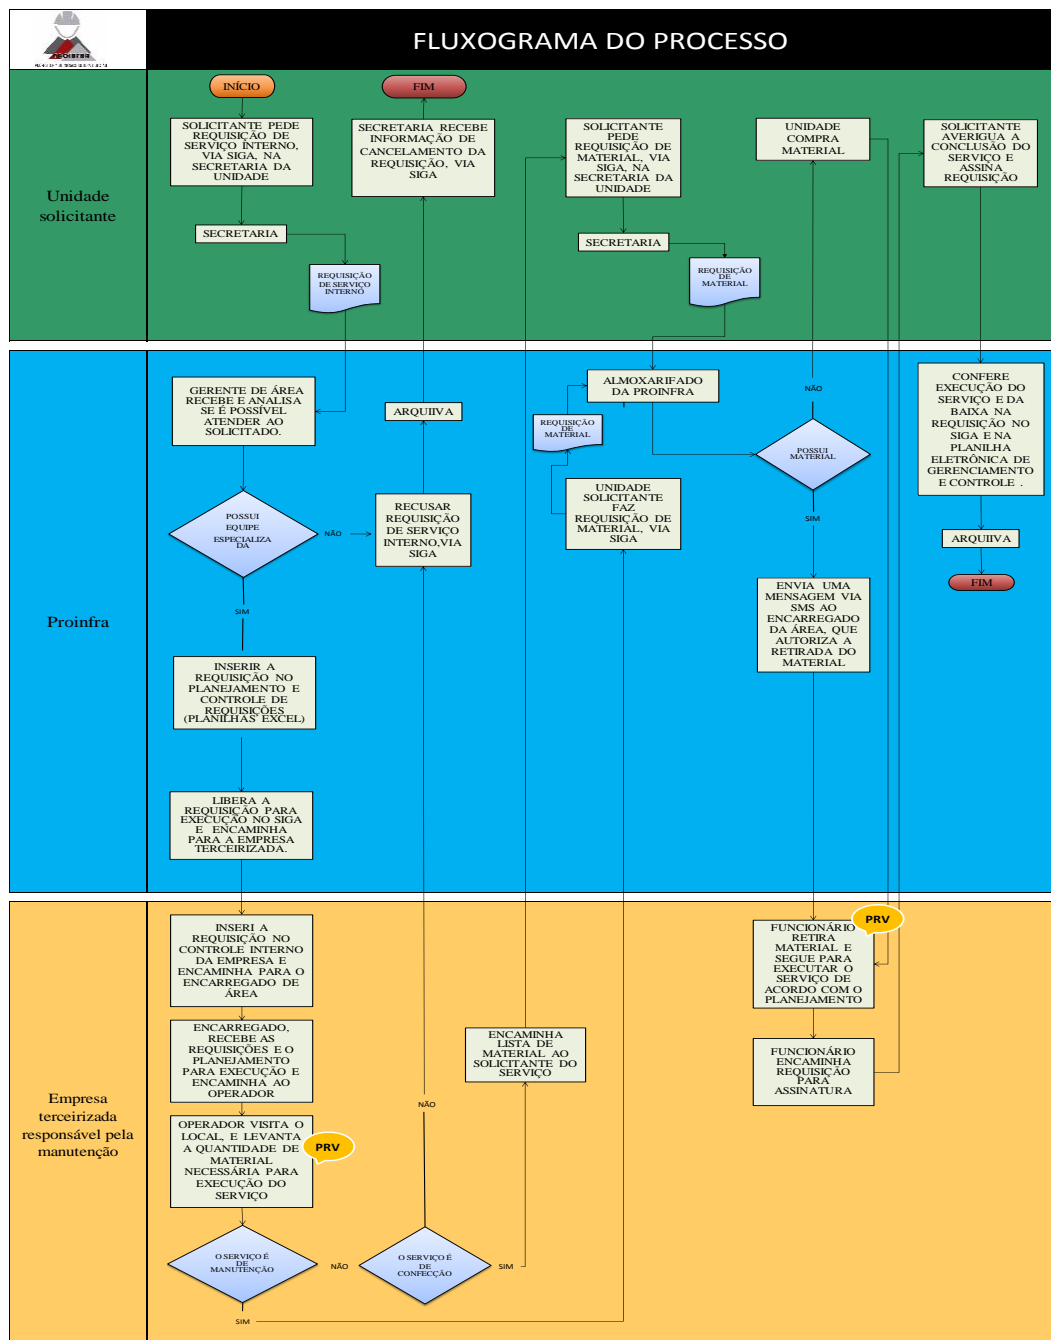 FLUXOGRAMA DO PROCESSO
Unidade
solicitante
INÍCIO
SOLICITANTE PEDE
REQUISIÇÃO DE
SERVIÇO INTERNO,
VIA SIGA, NA
SECRETARIA DA
UNIDADE
SECRETARIA
REQUISIÇÃO
DE SERVIÇO
INTERNO
FIM
SECRETARIA RECEBE
INFORMAÇÃO DE
CANCELAMENTO DA
REQUISIÇÃO, VIA
SIGA
SOLICITANTE
PEDE
REQUISIÇÃO DE
MATERIAL, VIA
SIGA, NA
SECRETARIA DA
UNIDADE
SECRETARIA
REQUISIÇÃO
DE
MATERIAL
UNIDADE
COMPRA
MATERIAL
SOLICITANTE
AVERIGUA A
CONCLUSÃO DO
SERVIÇO E
ASSINA
REQUISIÇÃO
Proinfra
GERENTE DE ÁREA
RECEBE E ANALISA
SE É POSSÍVEL
ATENDER AO
SOLICITADO.
POSSUI
EQUIPE
ESPECIALIZA
DA
NÃO
SIM
INSERIR A
REQUISIÇÃO NO
PLANEJAMENTO E
CONTROLE DE
REQUISIÇÕES
(PLANILHAS EXCEL)
LIBERA A
REQUISIÇÃO PARA
EXECUÇÃO NO SIGA
E ENCAMINHA
PARA A EMPRESA
TERCEIRIZADA.
ARQUIIVA
RECUSAR
REQUISIÇÃO
DE SERVIÇO
INTERNO,VIA
SIGA
ALMOXARIFADO
DA PROINFRA
REQUISIÇÃO
DE
MATERIAL
UNIDADE
SOLICITANTE
FAZ
REQUISIÇÃO DE
MATERIAL, VIA
SIGA
NÃO
POSSUI
MATERIAL
SIM
ENVIA UMA
MENSAGEM VIA
SMS AO
ENCARREGADO
DA ÁREA, QUE
AUTORIZA A
RETIRADA DO
MATERIAL
CONFERE
EXECUÇÃO DO
SERVIÇO E DA
BAIXA NA
REQUISIÇÃO NO
SIGA E NA
PLANILHA
ELETRÔNICA DE
GERENCIAMENTO
E CONTROLE .
ARQUIIVA
FIM
Empresa
terceirizada
responsável pela
manutenção
INSERI A
REQUISIÇÃO NO
CONTROLE INTERNO
DA EMPRESA E
ENCAMINHA PARA O
ENCARREGADO DE
ÁREA
ENCARREGADO,
RECEBE AS
REQUISIÇÕES E O
PLANEJAMENTO
PARA EXECUÇÃO E
ENCAMINHA AO
OPERADOR
OPERADOR VISITA O
LOCAL, E LEVANTA
A QUANTIDADE DE
MATERIAL
NECESSÁRIA PARA
EXECUÇÃO DO
SERVIÇO
PRV
O SERVIÇO É
DE
MANUTENÇÃO
NÃO
SIM
NÃO
O SERVIÇO É
DE
CONFECÇÃO
SIM
ENCAMINHA
LISTA DE
MATERIAL AO
SOLICITANTE DO
SERVIÇO
PRV
FUNCIONÁRIO
RETIRA
MATERIAL E
SEGUE PARA
EXECUTAR O
SERVIÇO DE
ACORDO COM O
PLANEJAMENTO
FUNCIONÁRIO
ENCAMINHA
REQUISIÇÃO
PARA
ASSINATURA